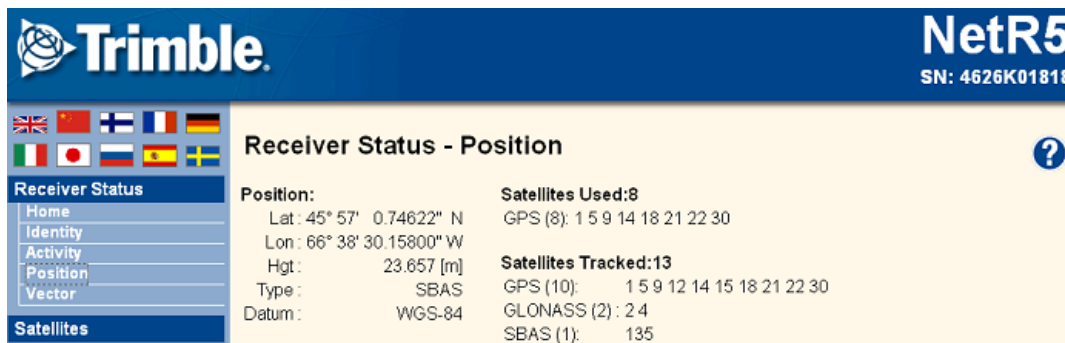 Trimble.
NetR5
SN: 4626K01818
Receiver Status
Home
Identity
Activity
Position
Vector
Satellites
Receiver Status - Position
?
Position:
Lat: 45° 57' 0.74622" N
Lon: 66° 38' 30.15800" W
Hgt: 23.657 [m]
Type: SBAS
Datum: WGS-84
Satellites Used:8
GPS (8): 1 5 9 14 18 21 22 30
Satellites Tracked:13
GPS (10): 1 5 9 12 14 15 18 21 22 30
GLONASS (2): 2 4
SBAS (1): 135